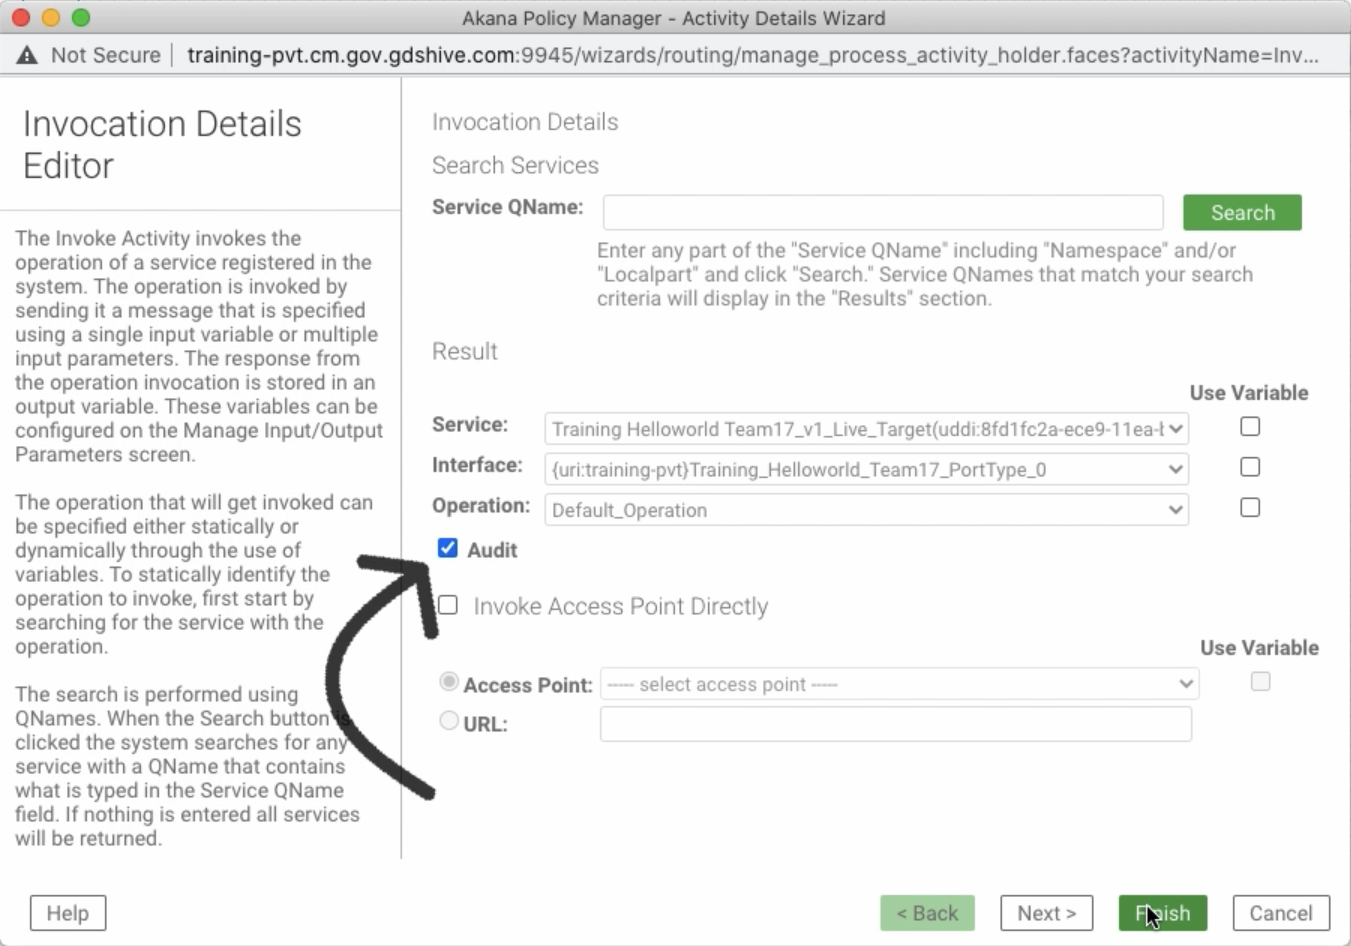 Akana Policy Manager - Activity Details Wizard
Not Secure | training-pvt.cm.gov.gdshive.com:9945/wizards/routing/manage_process_activity_holder.faces?activityName=Inv...
Invocation Details
Editor
The Invoke Activity invokes the
operation of a service registered in the
system. The operation is invoked by
sending it a message that is specified
using a single input variable or multiple
input parameters. The response from
the operation invocation is stored in an
output variable. These variables can be
configured on the Manage Input/Output
Parameters screen.
The operation that will get invoked can
be specified either statically or
dynamically through the use of
variables. To statically identify the
operation to invoke, first start by
searching for the service with the
operation.
The search is performed using
QNames. When the Search button is
clicked the system searches for any
service with a QName that contains
what is typed in the Service QName
field. If nothing is entered all services
will be returned.
Invocation Details
Search Services
Service QName:
Search
Enter any part of the "Service QName" including "Namespace" and/or
"Localpart" and click "Search." Service QNames that match your search
criteria will display in the "Results" section.
Result
Use Variable
Service: Training Helloworld Team17_v1_Live_Target(uddi:8fd1fc2a-ece9-11ea-
Interface: {uri:training-pvt}Training_Helloworld_Team17_PortType_0
Operation: Default_Operation
Audit
Invoke Access Point Directly
Use Variable
Access Point: ----- select access point -----
URL:
Help
< Back
Next >
Finish
Cancel